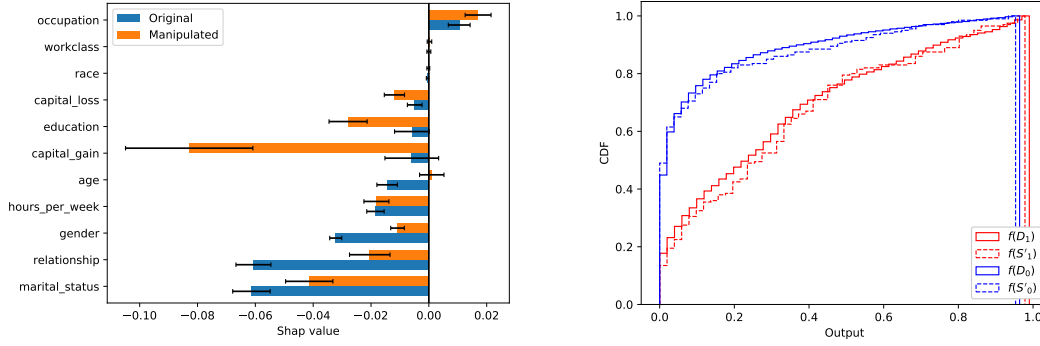 Original
Manipulated
occupation
workclass
race
capital_loss
education
capital_gain
age
hours_per_week
gender
relationship
marital_status
−0.10 −0.08 −0.06 −0.04 −0.02 0.00 0.02
Shap value
CDF
1.0
0.8
0.6
0.4
0.2
0.0
f(D₁)
f(S'₁)
f(D₀)
f(S'₀)
0.0 0.2 0.4 0.6 0.8 1.0
Output